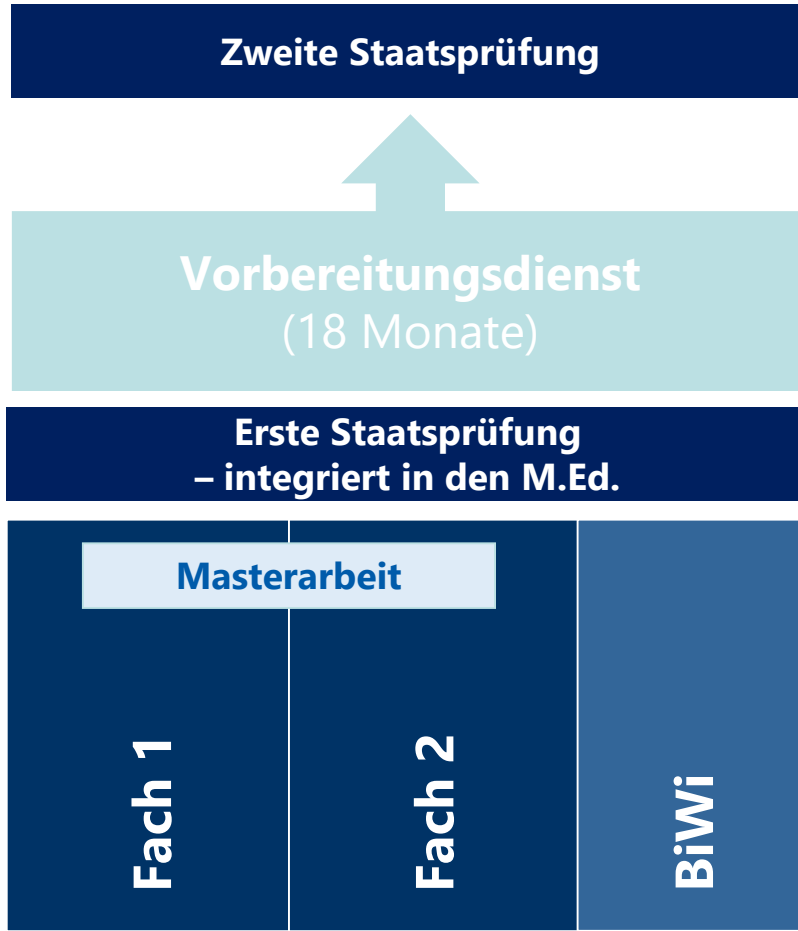 Zweite Staatsprüfung
Vorbereitungsdienst
(18 Monate)
Erste Staatsprüfung
– integriert in den M.Ed.
Masterarbeit
Fach 1
Fach 2
BiWi